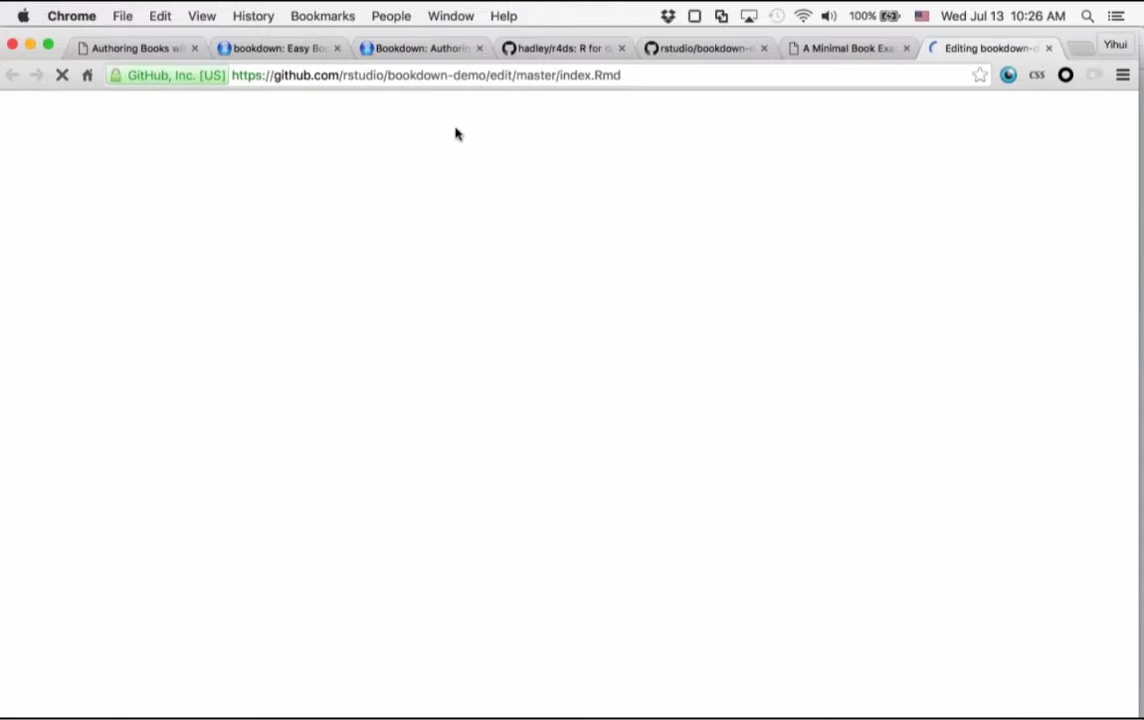 Chrome File Edit View History Bookmarks People Window Help 100% Wed Jul 13 10:26 AM
Authoring Books wi bookdown: Easy Bo Bookdown: Authorin hadley/r4ds: R for rstudio/bookdown- A Minimal Book Exa Editing bookdown- Yihui
GitHub, Inc. [US] https://github.com/rstudio/bookdown-demo/edit/master/index.Rmd CSS